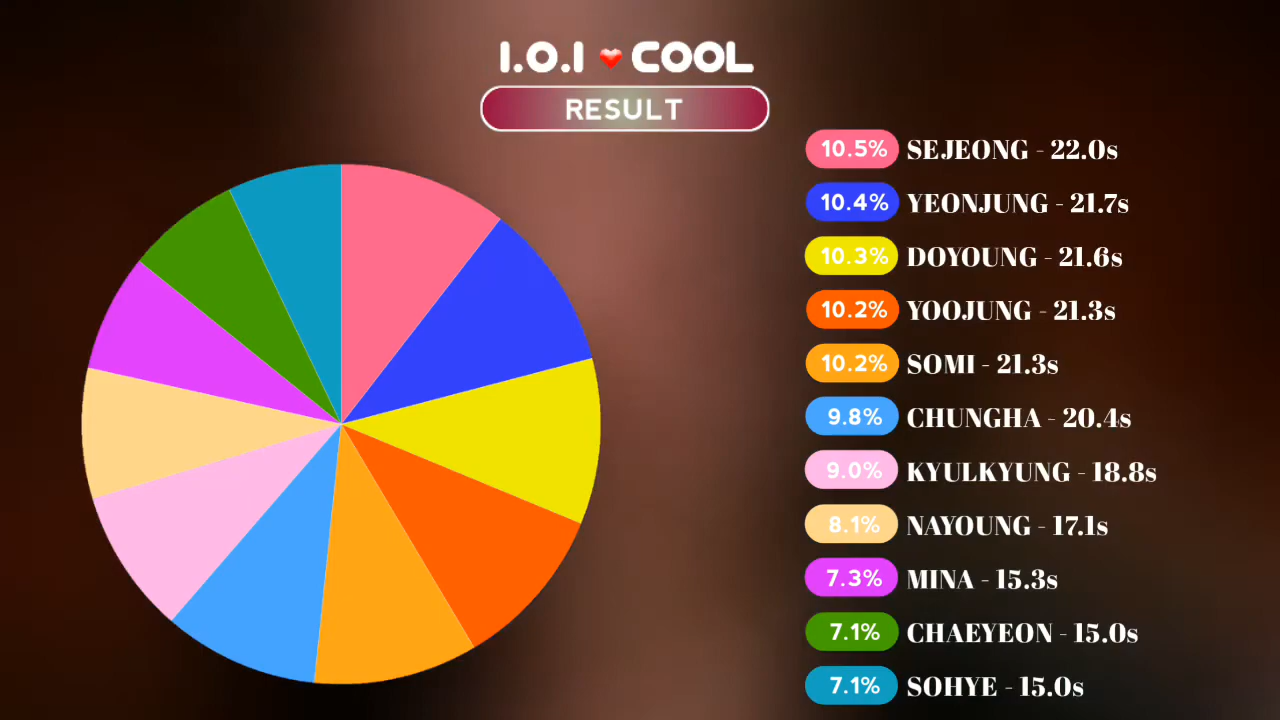 I.O.I ❤ COOL
RESULT
10.5% SEJEONG - 22.0s
10.4% YEONJUNG - 21.7s
10.3% DOYOUNG - 21.6s
10.2% YOOJUNG - 21.3s
10.2% SOMI - 21.3s
9.8% CHUNGHA - 20.4s
9.0% KYULKYUNG - 18.8s
8.1% NAYOUNG - 17.1s
7.3% MINA - 15.3s
7.1% CHAEYEON - 15.0s
7.1% SOHYE - 15.0s